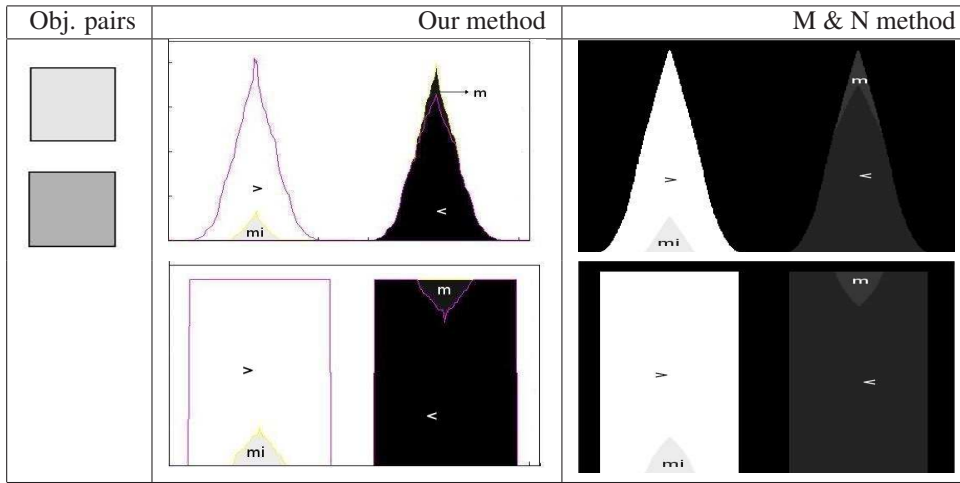 Obj. pairs Our method M & N method
m m
> > <
< mi mi
m m
> > <
<
mi mi